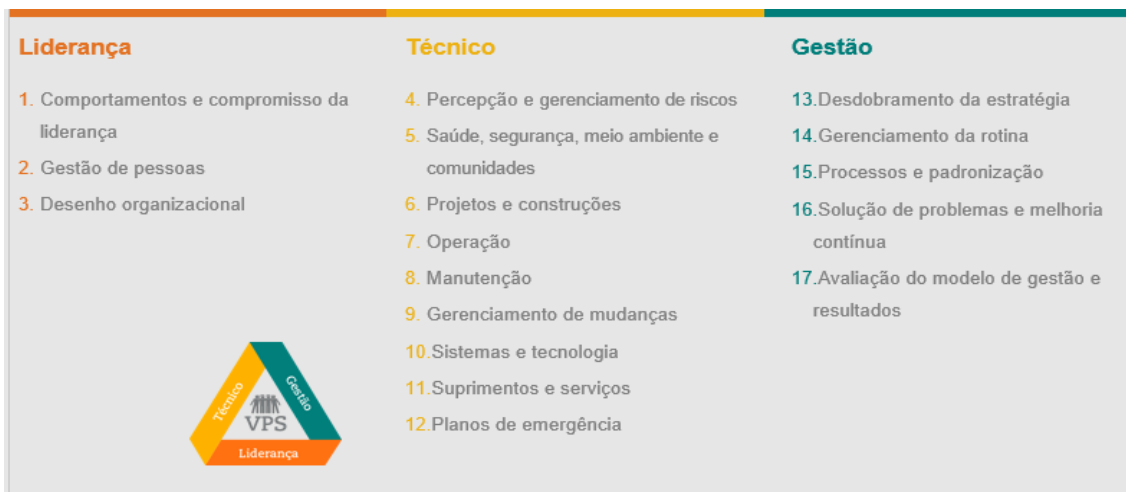 Liderança
1. Comportamentos e compromisso da
liderança
2. Gestão de pessoas
3. Desenho organizacional
Técnico
4. Percepção e gerenciamento de riscos
5. Saúde, segurança, meio ambiente e
comunidades
6. Projetos e construções
7. Operação
8. Manutenção
9. Gerenciamento de mudanças
10.Sistemas e tecnologia
11.Suprimentos e serviços
12.Planos de emergência
Gestão
13.Desdobramento da estratégia
14.Gerenciamento da rotina
15.Processos e padronização
16.Solução de problemas e melhoria
contínua
17.Avaliação do modelo de gestão e
resultados
Técnico
Gestão
VPS
Liderança